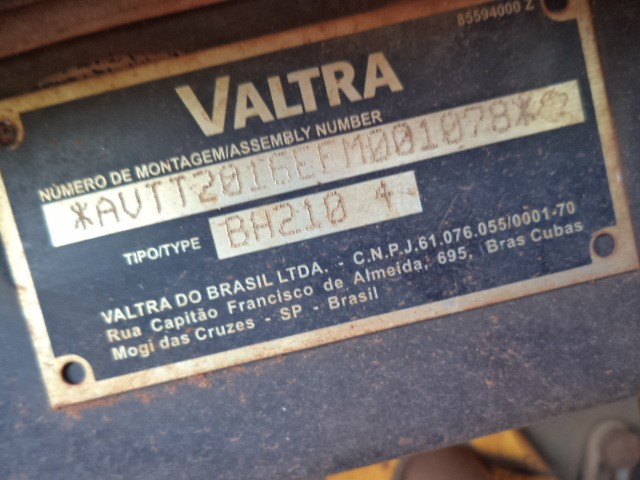 85594000 Z
VALTRA
NÚMERO DE MONTAGEM/ASSEMBLY NUMBER
*AVTT2016EFM001078*
TIPO/TYPE BH210 4
VALTRA DO BRASIL LTDA. - C.N.P.J.61.076.055/0001-70
Rua Capitão Francisco de Almeida, 695, Bras Cubas
Mogi das Cruzes - SP - Brasil